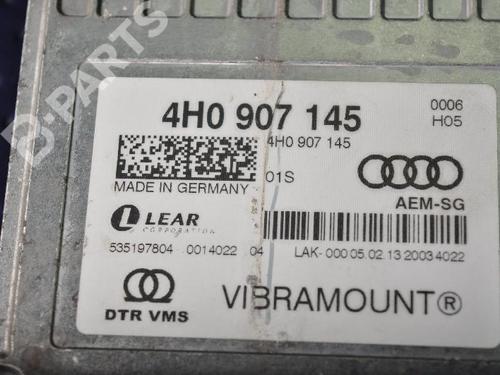 B-PARTS
4H0 907 145
0006
H05
4H0 907 145
MADE IN GERMANY
01S
AEM-SG
LEAR
CORPORATION
535197804 0014022 04
LAK- 000 05.02.13 2003 4022
DTR VMS
VIBRAMOUNT®